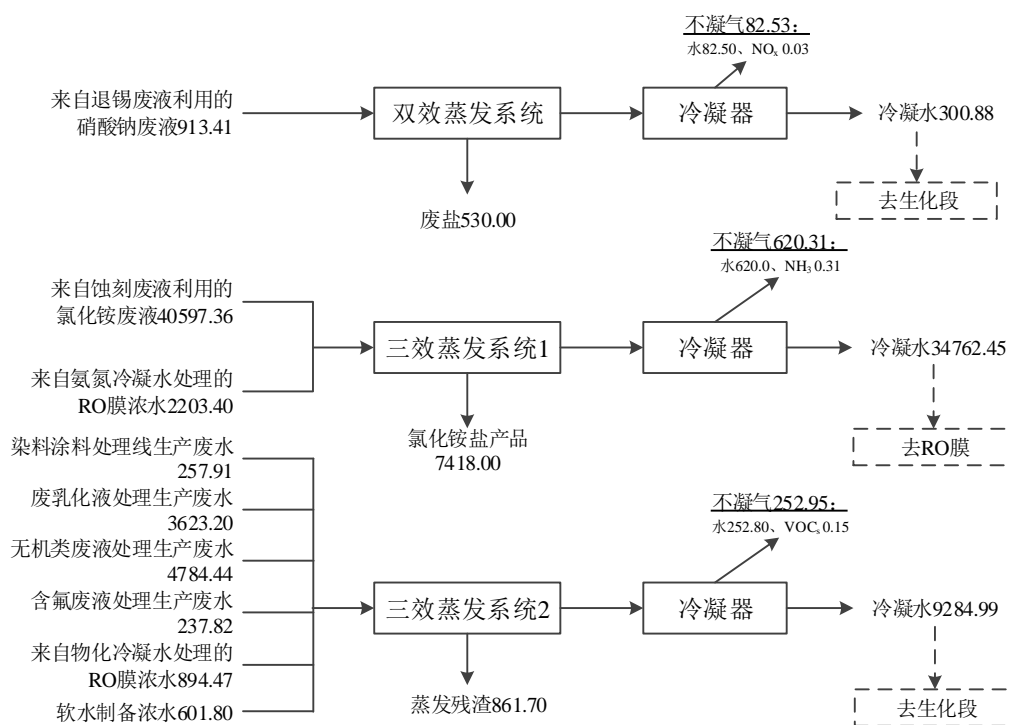 不凝气82.53：
水82.50、NOx 0.03
来自退锡废液利用的
硝酸钠废液913.41
双效蒸发系统
冷凝器
冷凝水300.88
去生化段
废盐530.00
不凝气620.31：
水620.0、NH3 0.31
来自蚀刻废液利用的
氯化铵废液40597.36
三效蒸发系统1
冷凝器
冷凝水34762.45
来自氨氮冷凝水处理的
RO膜浓水2203.40
氯化铵盐产品
7418.00
去RO膜
染料涂料处理线生产废水
257.91
废乳化液处理生产废水
3623.20
不凝气252.95：
水252.80、VOCs 0.15
无机类废液处理生产废水
4784.44
含氟废液处理生产废水
237.82
三效蒸发系统2
冷凝器
冷凝水9284.99
来自物化冷凝水处理的
RO膜浓水894.47
软水制备浓水601.80
蒸发残渣861.70
去生化段